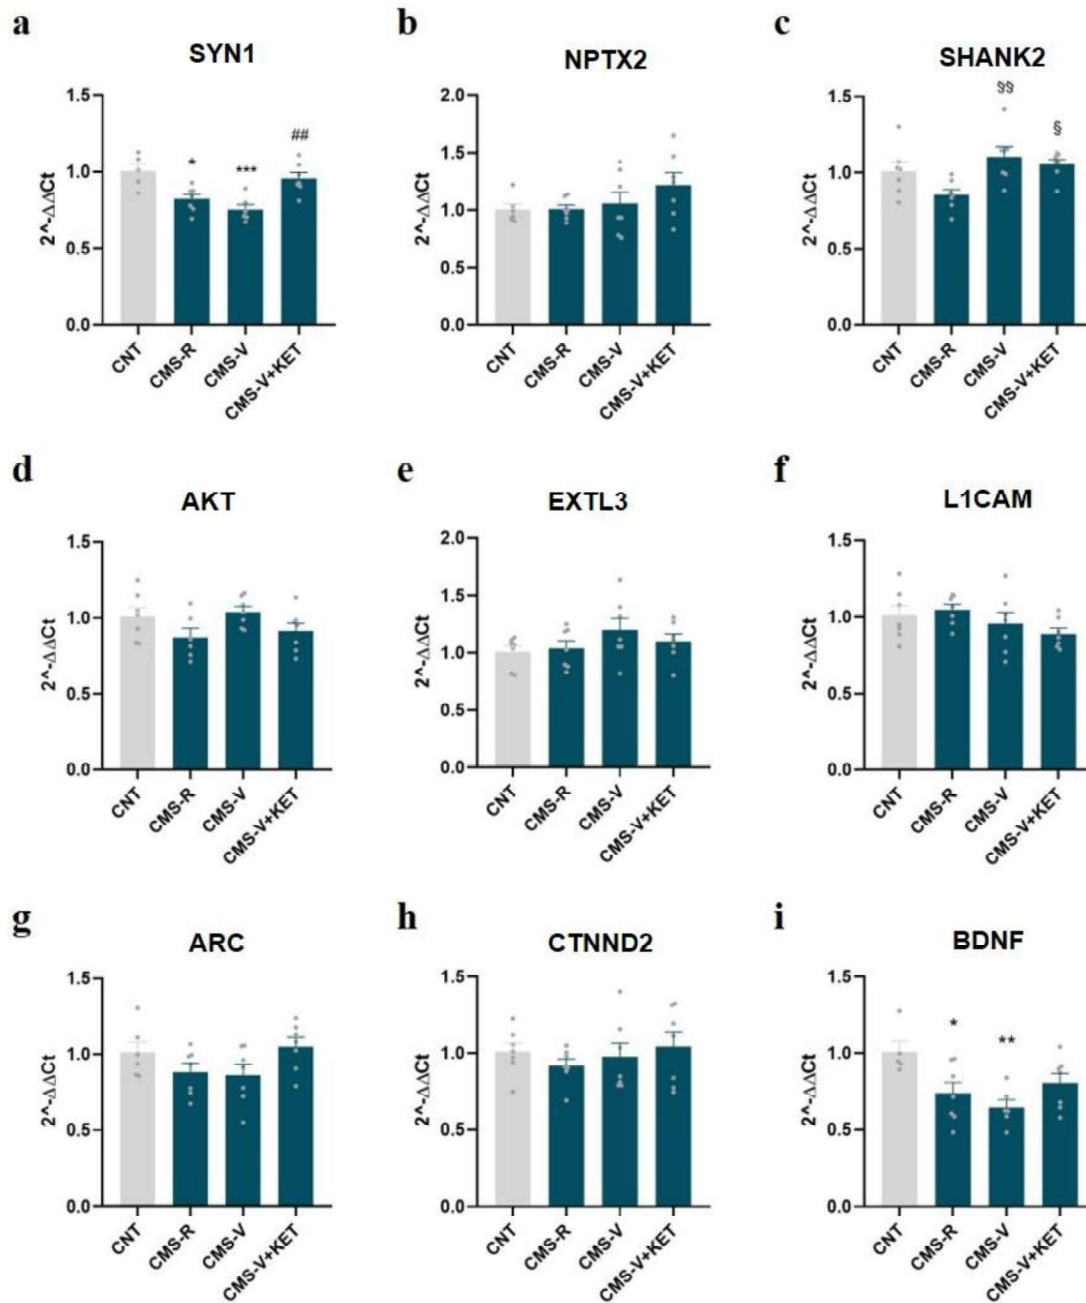 a
SYN1
2^-ΔΔCt
1.5
1.0
0.5
0.0
*
***
##
CNT
CMS-R
CMS-V
CMS-V+KET
b
NPTX2
2^-ΔΔCt
2.0
1.5
1.0
0.5
0.0
CNT
CMS-R
CMS-V
CMS-V+KET
c
SHANK2
2^-ΔΔCt
1.5
1.0
0.5
0.0
§§
§
CNT
CMS-R
CMS-V
CMS-V+KET
d
AKT
2^-ΔΔCt
1.5
1.0
0.5
0.0
CNT
CMS-R
CMS-V
CMS-V+KET
e
EXTL3
2^-ΔΔCt
2.0
1.5
1.0
0.5
0.0
CNT
CMS-R
CMS-V
CMS-V+KET
f
L1CAM
2^-ΔΔCt
1.5
1.0
0.5
0.0
CNT
CMS-R
CMS-V
CMS-V+KET
g
ARC
2^-ΔΔCt
1.5
1.0
0.5
0.0
CNT
CMS-R
CMS-V
CMS-V+KET
h
CTNND2
2^-ΔΔCt
1.5
1.0
0.5
0.0
CNT
CMS-R
CMS-V
CMS-V+KET
i
BDNF
2^-ΔΔCt
1.5
1.0
0.5
0.0
*
**
CNT
CMS-R
CMS-V
CMS-V+KET